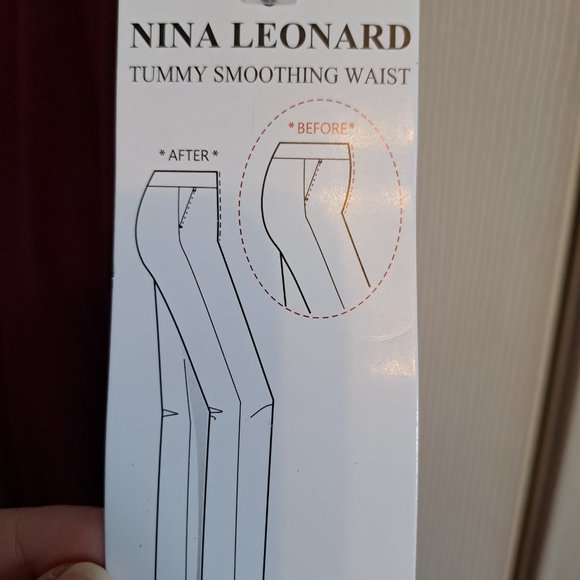 NINA LEONARD
TUMMY SMOOTHING WAIST
*BEFORE*
*AFTER*